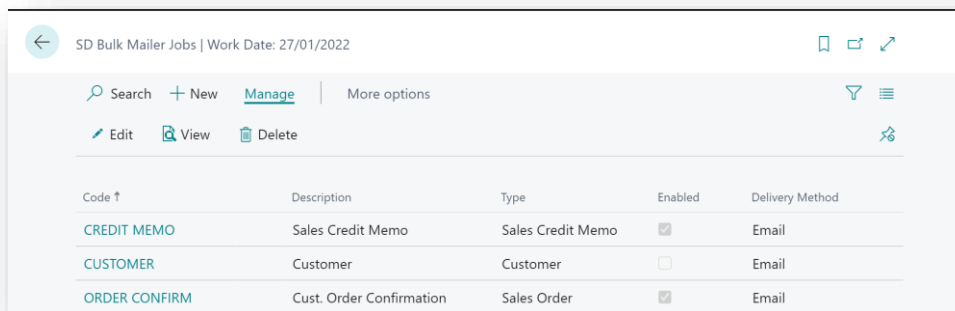 SD Bulk Mailer Jobs | Work Date: 27/01/2022
Search New Manage More options
Edit View Delete
Code ↑ Description Type Enabled Delivery Method
CREDIT MEMO Sales Credit Memo Sales Credit Memo Email
CUSTOMER Customer Customer Email
ORDER CONFIRM Cust. Order Confirmation Sales Order Email